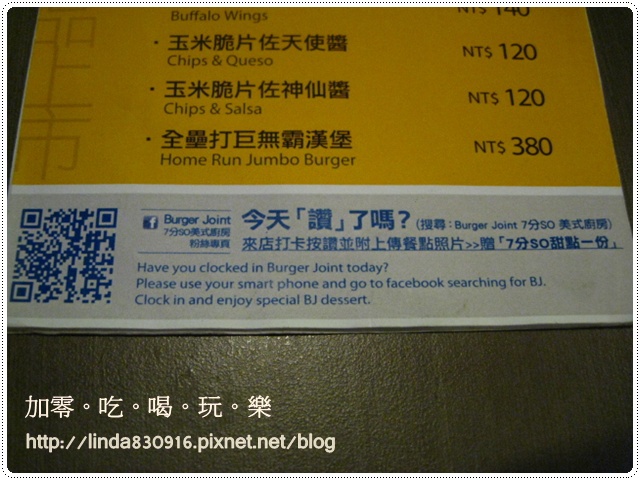 Buffalo Wings NT$ 140
·玉米脆片佐天使醬
Chips & Queso NT$ 120
·玉米脆片佐神仙醬
Chips & Salsa NT$ 120
·全壘打巨無霸漢堡
Home Run Jumbo Burger NT$ 380
上市
Burger Joint
7分SO美式廚房
粉絲專頁
今天「讚」了嗎? (搜尋:Burger Joint 7分SO 美式廚房)
來店打卡按讚並附上傳餐點照片>>贈「7分SO甜點一份」
Have you clocked in Burger Joint today?
Please use your smart phone and go to facebook searching for BJ.
Clock in and enjoy special BJ dessert.
加零。吃。喝。玩。樂
http://linda830916.pixnet.net/blog